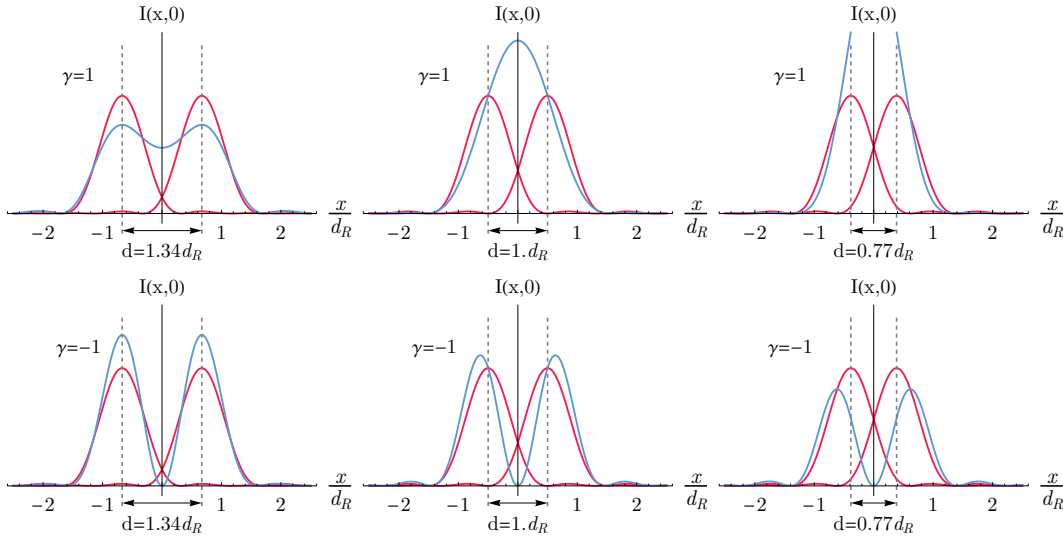 I(x,0) I(x,0) I(x,0)
γ=1 γ=1 γ=1
-2 -1 1 2 x/d_R -2 -1 1 2 x/d_R -2 -1 1 2 x/d_R
d=1.34d_R d=1.d_R d=0.77d_R
I(x,0) I(x,0) I(x,0)
γ=-1 γ=-1 γ=-1
-2 -1 1 2 x/d_R -2 -1 1 2 x/d_R -2 -1 1 2 x/d_R
d=1.34d_R d=1.d_R d=0.77d_R